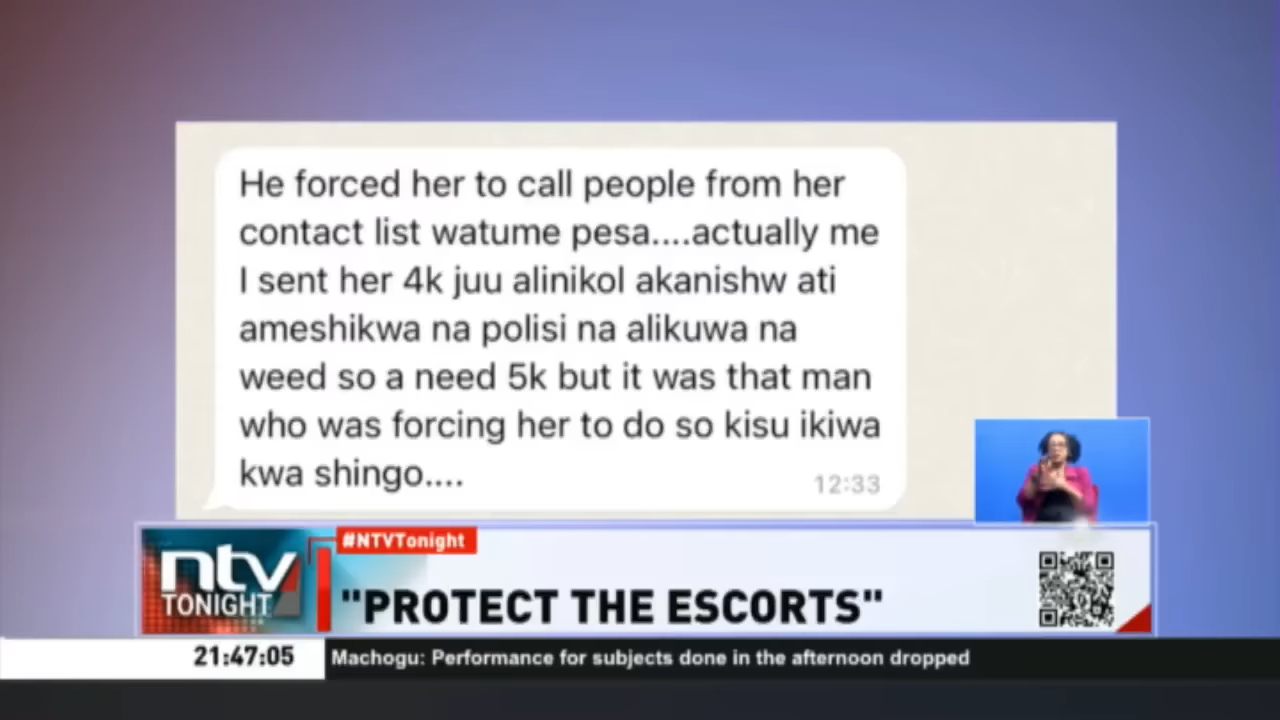 He forced her to call people from her
contact list watume pesa....actually me
I sent her 4k juu alinikol akanishw ati
ameshikwa na polisi na alikuwa na
weed so a need 5k but it was that man
who was forcing her to do so kisu ikiwa
kwa shingo....
12:33
#NTVTonight
ntv
TONIGHT
"PROTECT THE ESCORTS"
21:47:05
Machogu: Performance for subjects done in the afternoon dropped